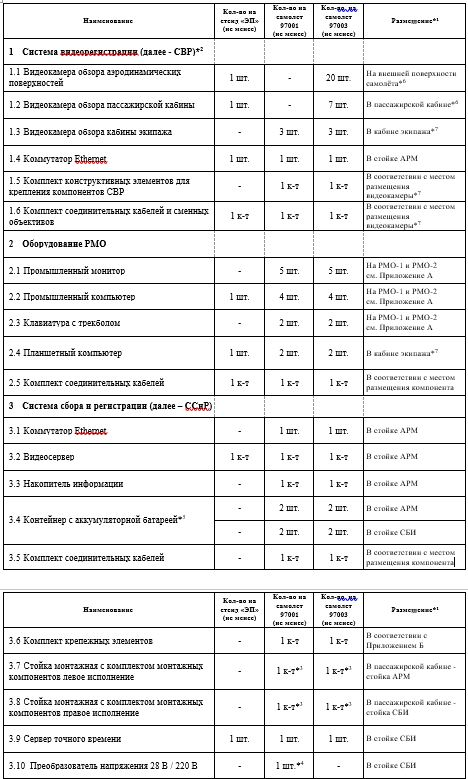 Наименование
Кол-во на
стенд «ЭП»
(не менее)
Кол-во на
самолет
97001
(не менее)
Кол-во на
самолет
97003
(не менее)
Размещение*¹
1 Система видеорегистрации (далее - СВР)*²
1.1 Видеокамера обзора аэродинамических
поверхностей
1 шт.
-
20 шт.
На внешней поверхности
самолёта*⁶
1.2 Видеокамера обзора пассажирской кабины
1 шт.
-
7 шт.
В пассажирской кабине*⁶
1.3 Видеокамера обзора кабины экипажа
-
3 шт.
3 шт.
В кабине экипажа*⁷
1.4 Коммутатор Ethernet
1 шт.
1 шт.
1 шт.
В стойке АРМ
1.5 Комплект конструктивных элементов для
крепления компонентов СВР
-
1 к-т
1 к-т
В соответствии с местом
размещения
видеокамеры*⁷
1.6 Комплект соединительных кабелей и сменных
объективов
1 к-т
1 к-т
1 к-т
В соответствии с местом
размещения
видеокамеры*⁷
2 Оборудование РМО
2.1 Промышленный монитор
-
5 шт.
5 шт.
На РМО-1 и РМО-2
см. Приложение А
2.2 Промышленный компьютер
1 шт.
4 шт.
4 шт.
На РМО-1 и РМО-2
см. Приложение А
2.3 Клавиатура с трекболом
-
2 шт.
2 шт.
На РМО-1 и РМО-2
см. Приложение А
2.4 Планшетный компьютер
1 шт.
2 шт.
2 шт.
В кабине экипажа*⁷
2.5 Комплект соединительных кабелей
1 к-т
1 к-т
1 к-т
В соответствии с местом
размещения компонента
3 Система сбора и регистрации (далее – ССиР)
3.1 Коммутатор Ethernet
-
1 шт.
1 шт.
В стойке АРМ
3.2 Видеосервер
1 к-т
1 к-т
1 к-т
В стойке АРМ
3.3 Накопитель информации
-
1 к-т
1 к-т
В стойке АРМ
3.4 Контейнер с аккумуляторной батареей*⁵
-
2 шт.
2 шт.
В стойке АРМ
-
2 шт.
2 шт.
В стойке СБИ
3.5 Комплект соединительных кабелей
-
1 к-т
1 к-т
В соответствии с местом
размещения компонента
Наименование
Кол-во на
стенд «ЭП»
(не менее)
Кол-во на
самолет
97001
(не менее)
Кол-во на
самолет
97003
(не менее)
Размещение*¹
3.6 Комплект крепежных элементов
-
1 к-т
1 к-т
В соответствии с
Приложением Б
3.7 Стойка монтажная с комплектом монтажных
компонентов левое исполнение
-
1 к-т*³
1 к-т*³
В пассажирской кабине -
стойка АРМ
3.8 Стойка монтажная с комплектом монтажных
компонентов правое исполнение
-
1 к-т*³
1 к-т*³
В пассажирской кабине -
стойка СБИ
3.9 Сервер точного времени
1 шт.
1 шт.
1 шт.
В стойке СБИ
3.10 Преобразователь напряжения 28 В / 220 В
-
1 шт.*⁴
-
В стойке СБИ